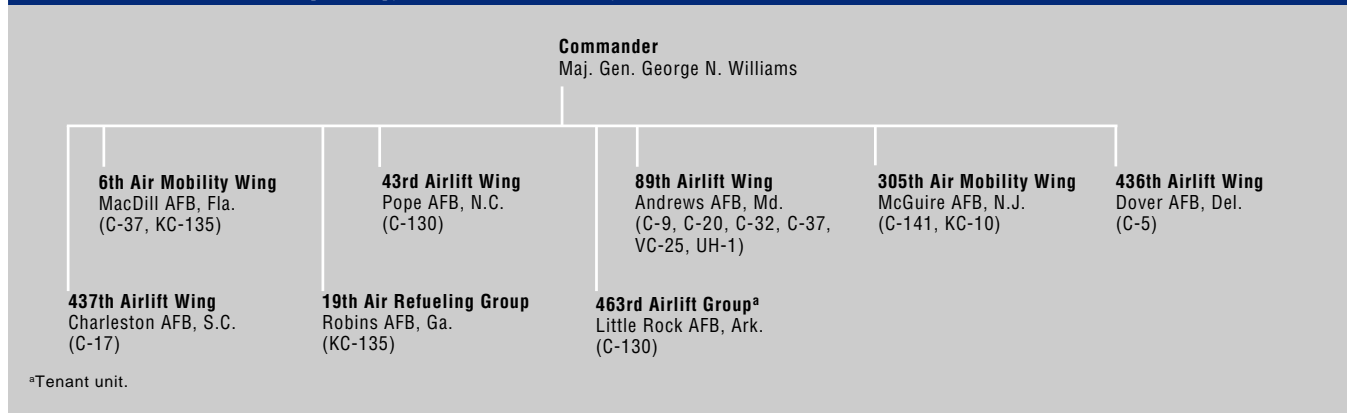 Commander
Maj. Gen. George N. Williams
6th Air Mobility Wing
MacDill AFB, Fla.
(C-37, KC-135)
43rd Airlift Wing
Pope AFB, N.C.
(C-130)
89th Airlift Wing
Andrews AFB, Md.
(C-9, C-20, C-32, C-37,
VC-25, UH-1)
305th Air Mobility Wing
McGuire AFB, N.J.
(C-141, KC-10)
436th Airlift Wing
Dover AFB, Del.
(C-5)
437th Airlift Wing
Charleston AFB, S.C.
(C-17)
19th Air Refueling Group
Robins AFB, Ga.
(KC-135)
463rd Airlift Groupᵃ
Little Rock AFB, Ark.
(C-130)
ᵃTenant unit.